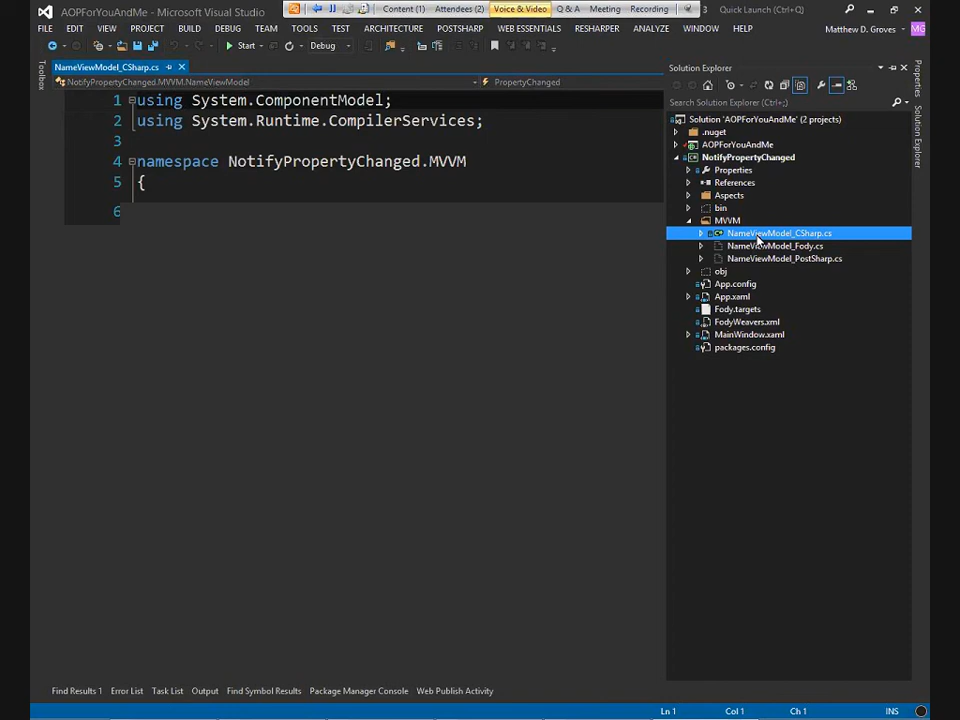 AOPForYouAndMe - Microsoft Visual Studio
Content (1) Attendees (2) Voice & Video Q & A Meeting Recording
3 Quick Launch (Ctrl+Q)
FILE EDIT VIEW PROJECT BUILD DEBUG TEAM TOOLS TEST ARCHITECTURE POSTSHARP WEB ESSENTIALS RESHARPER ANALYZE WINDOW HELP
Matthew D. Groves MG
Start Debug
NameViewModel_CSharp.cs
NotifyPropertyChanged.MVVM.NameViewModel PropertyChanged
1 using System.ComponentModel;
2 using System.Runtime.CompilerServices;
3
4 namespace NotifyPropertyChanged.MVVM
5 {
6
Toolbox
Solution Explorer
Search Solution Explorer (Ctrl+;)
Solution 'AOPForYouAndMe' (2 projects)
.nuget
AOPForYouAndMe
NotifyPropertyChanged
Properties
References
Aspects
bin
MVVM
NameViewModel_CSharp.cs
NameViewModel_Fody.cs
NameViewModel_PostSharp.cs
obj
App.config
App.xaml
Fody.targets
FodyWeavers.xml
MainWindow.xaml
packages.config
Properties
Solution Explorer
Find Results 1 Error List Task List Output Find Symbol Results Package Manager Console Web Publish Activity
Ln 1 Col 1 Ch 1 INS